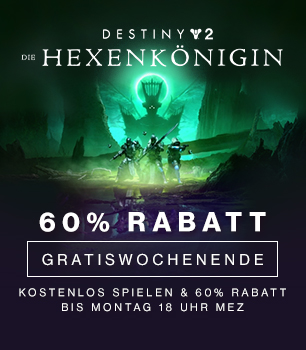 DESTINY 2
DIE HEXENKÖNIGIN
60% RABATT
GRATISWOCHENENDE
KOSTENLOS SPIELEN & 60% RABATT
BIS MONTAG 18 UHR MEZ